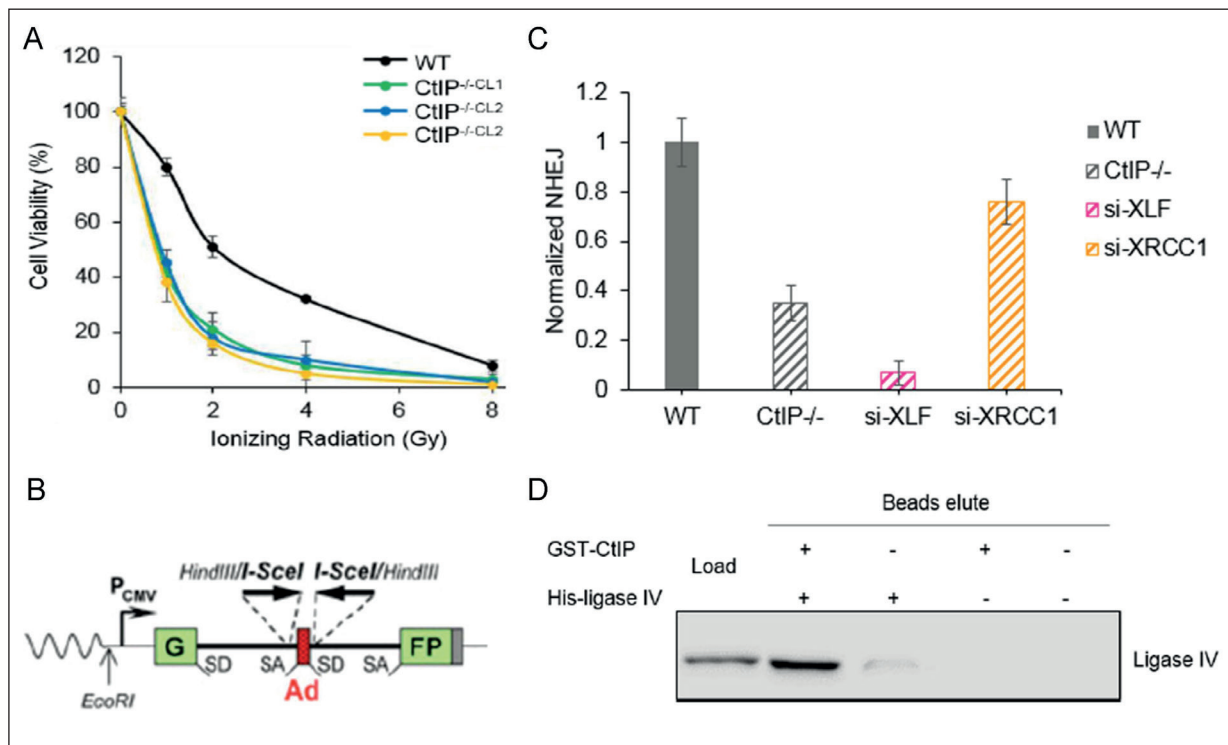 A
120
100
80
60
40
20
0
Cell Viability (%)
0 2 4 6 8
Ionizing Radiation (Gy)
WT
CtIP-/-CL1
CtIP-/-CL2
CtIP-/-CL2
B
HindIII/I-SceI I-SceI/HindIII
PCMV
G SD SA SD SA FP
Ad
EcoRI
C
1.2
1
0.8
0.6
0.4
0.2
0
Normalized NHEJ
WT CtIP-/- si-XLF si-XRCC1
WT
CtIP-/-
si-XLF
si-XRCC1
D
Beads elute
GST-CtIP Load + - + -
His-ligase IV + + - -
Ligase IV